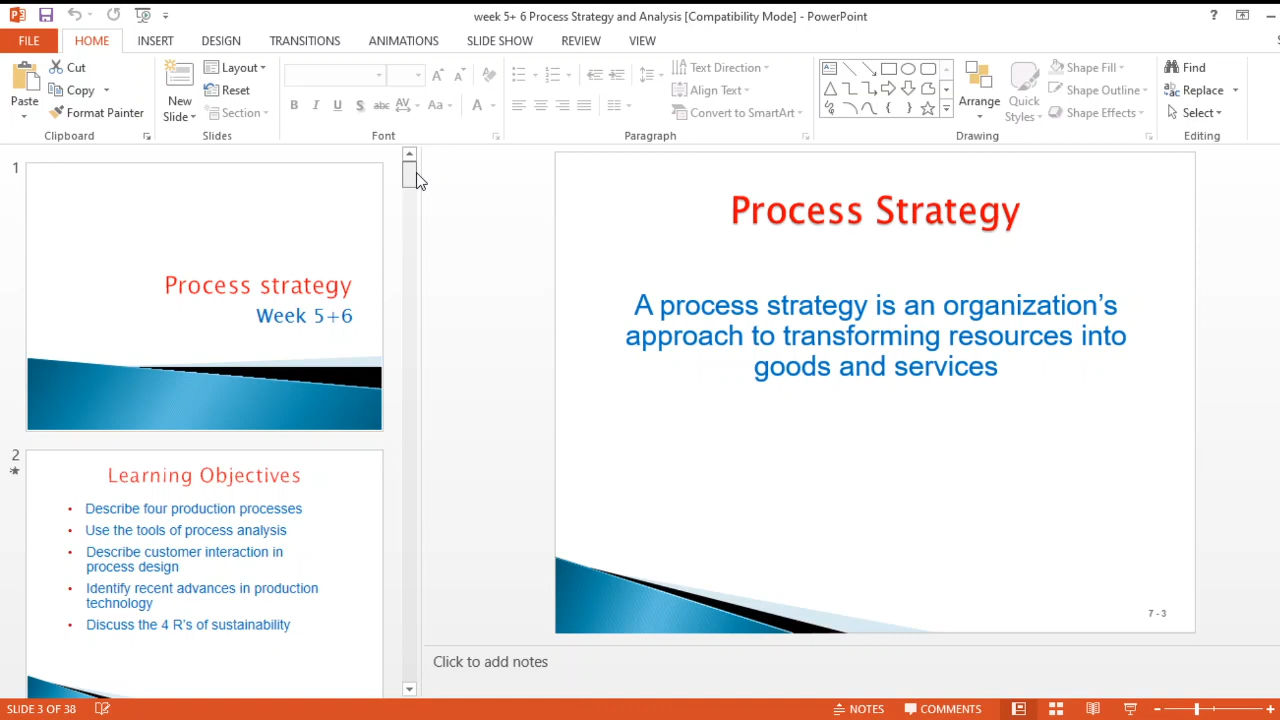 week 5+ 6 Process Strategy and Analysis [Compatibility Mode] - PowerPoint
?
FILE HOME INSERT DESIGN TRANSITIONS ANIMATIONS SLIDE SHOW REVIEW VIEW
Paste
Cut
Copy
Format Painter
Clipboard
New Slide
Layout
Reset
Section
Slides
B I U S abc AV Aa A
Font
Text Direction
Align Text
Convert to SmartArt
Paragraph
Arrange
Quick Styles
Shape Fill
Shape Outline
Shape Effects
Drawing
Find
Replace
Select
Editing
1
Process strategy
Week 5+6
2
Learning Objectives
• Describe four production processes
• Use the tools of process analysis
• Describe customer interaction in
process design
• Identify recent advances in production
technology
• Discuss the 4 R's of sustainability
Process Strategy
A process strategy is an organization's
approach to transforming resources into
goods and services
7 - 3
Click to add notes
SLIDE 3 OF 38
NOTES
COMMENTS